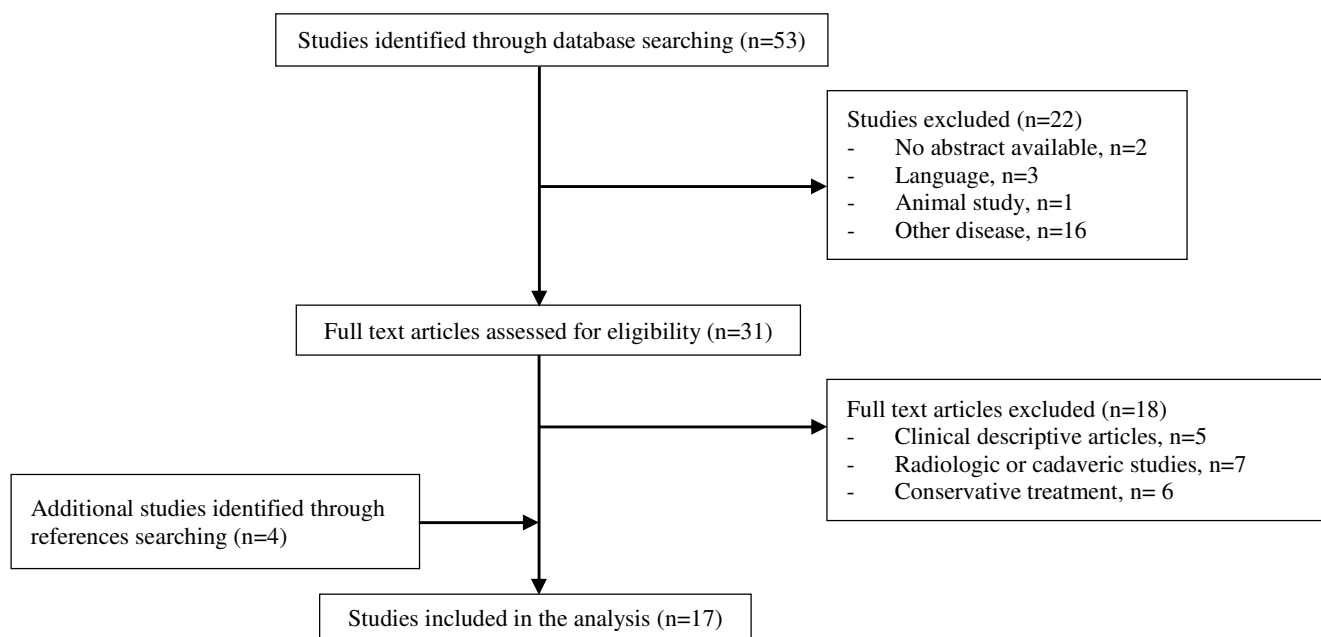 Studies identified through database searching (n=53)
Studies excluded (n=22)
- No abstract available, n=2
- Language, n=3
- Animal study, n=1
- Other disease, n=16
Full text articles assessed for eligibility (n=31)
Full text articles excluded (n=18)
- Clinical descriptive articles, n=5
- Radiologic or cadaveric studies, n=7
- Conservative treatment, n= 6
Additional studies identified through
references searching (n=4)
Studies included in the analysis (n=17)